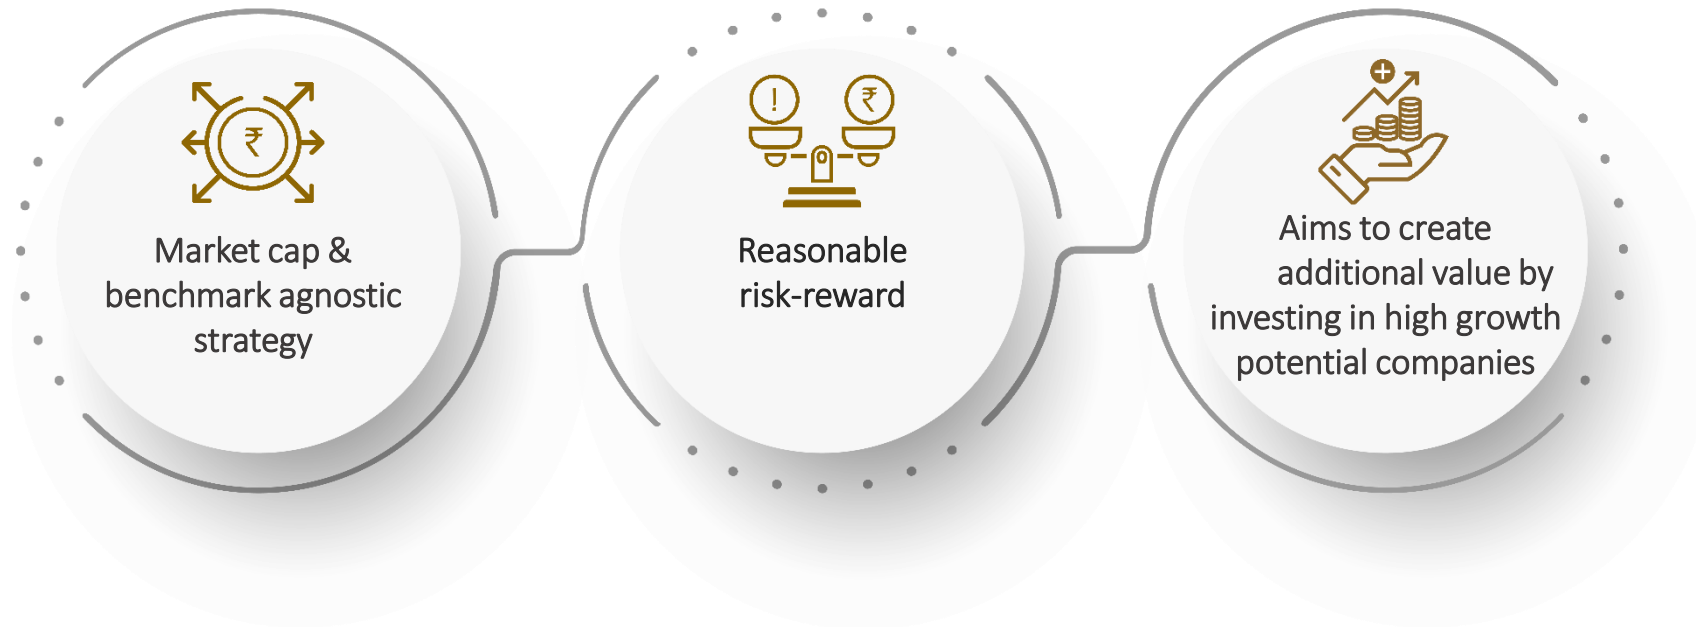 Market cap &
benchmark agnostic
strategy
!
₹
₹
Reasonable
risk-reward
Aims to create
additional value by
investing in high growth
potential companies